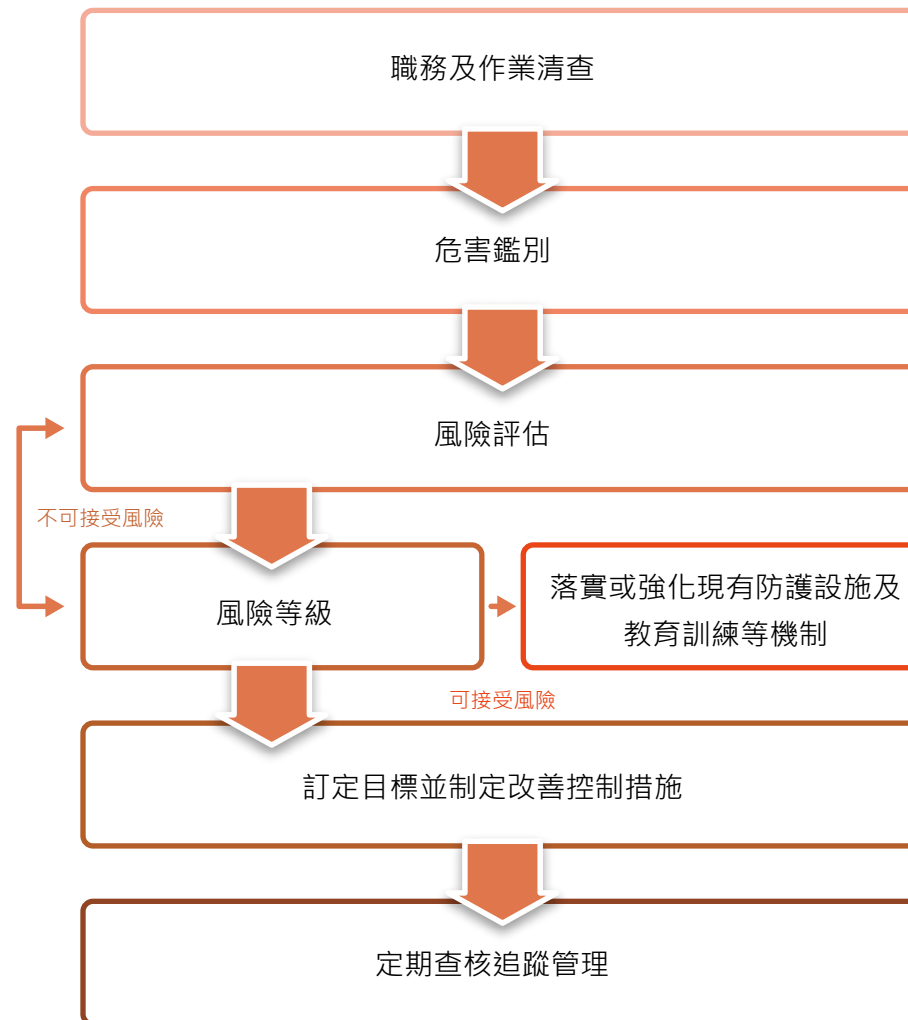 職務及作業清查
危害鑑別
風險評估
不可接受風險
風險等級
落實或強化現有防護設施及
教育訓練等機制
可接受風險
訂定目標並制定改善控制措施
定期查核追蹤管理